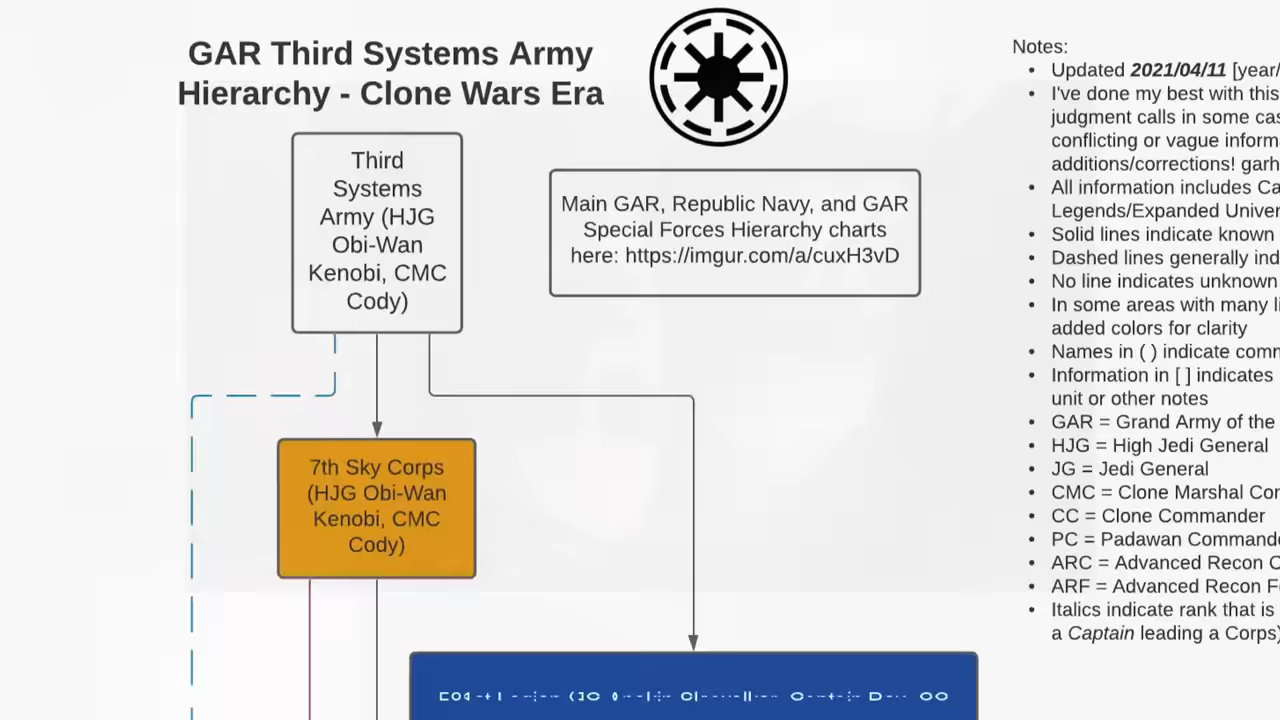 GAR Third Systems Army
Hierarchy - Clone Wars Era
Third
Systems
Army (HJG
Obi-Wan
Kenobi, CMC
Cody)
Main GAR, Republic Navy, and GAR
Special Forces Hierarchy charts
here: https://imgur.com/a/cuxH3vD
7th Sky Corps
(HJG Obi-Wan
Kenobi, CMC
Cody)
Notes:
• Updated 2021/04/11 [year/
• I've done my best with this
judgment calls in some cas
conflicting or vague inform
additions/corrections! garh
• All information includes Ca
Legends/Expanded Univer
• Solid lines indicate known
• Dashed lines generally ind
• No line indicates unknown
• In some areas with many li
added colors for clarity
• Names in ( ) indicate comm
• Information in [ ] indicates
unit or other notes
• GAR = Grand Army of the
• HJG = High Jedi General
• JG = Jedi General
• CMC = Clone Marshal Con
• CC = Clone Commander
• PC = Padawan Commande
• ARC = Advanced Recon C
• ARF = Advanced Recon F
• Italics indicate rank that is
a Captain leading a Corps)